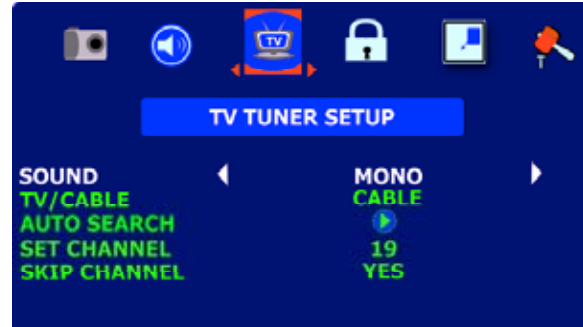 TV
TV TUNER SETUP
SOUND MONO
TV/CABLE CABLE
AUTO SEARCH
SET CHANNEL 19
SKIP CHANNEL YES